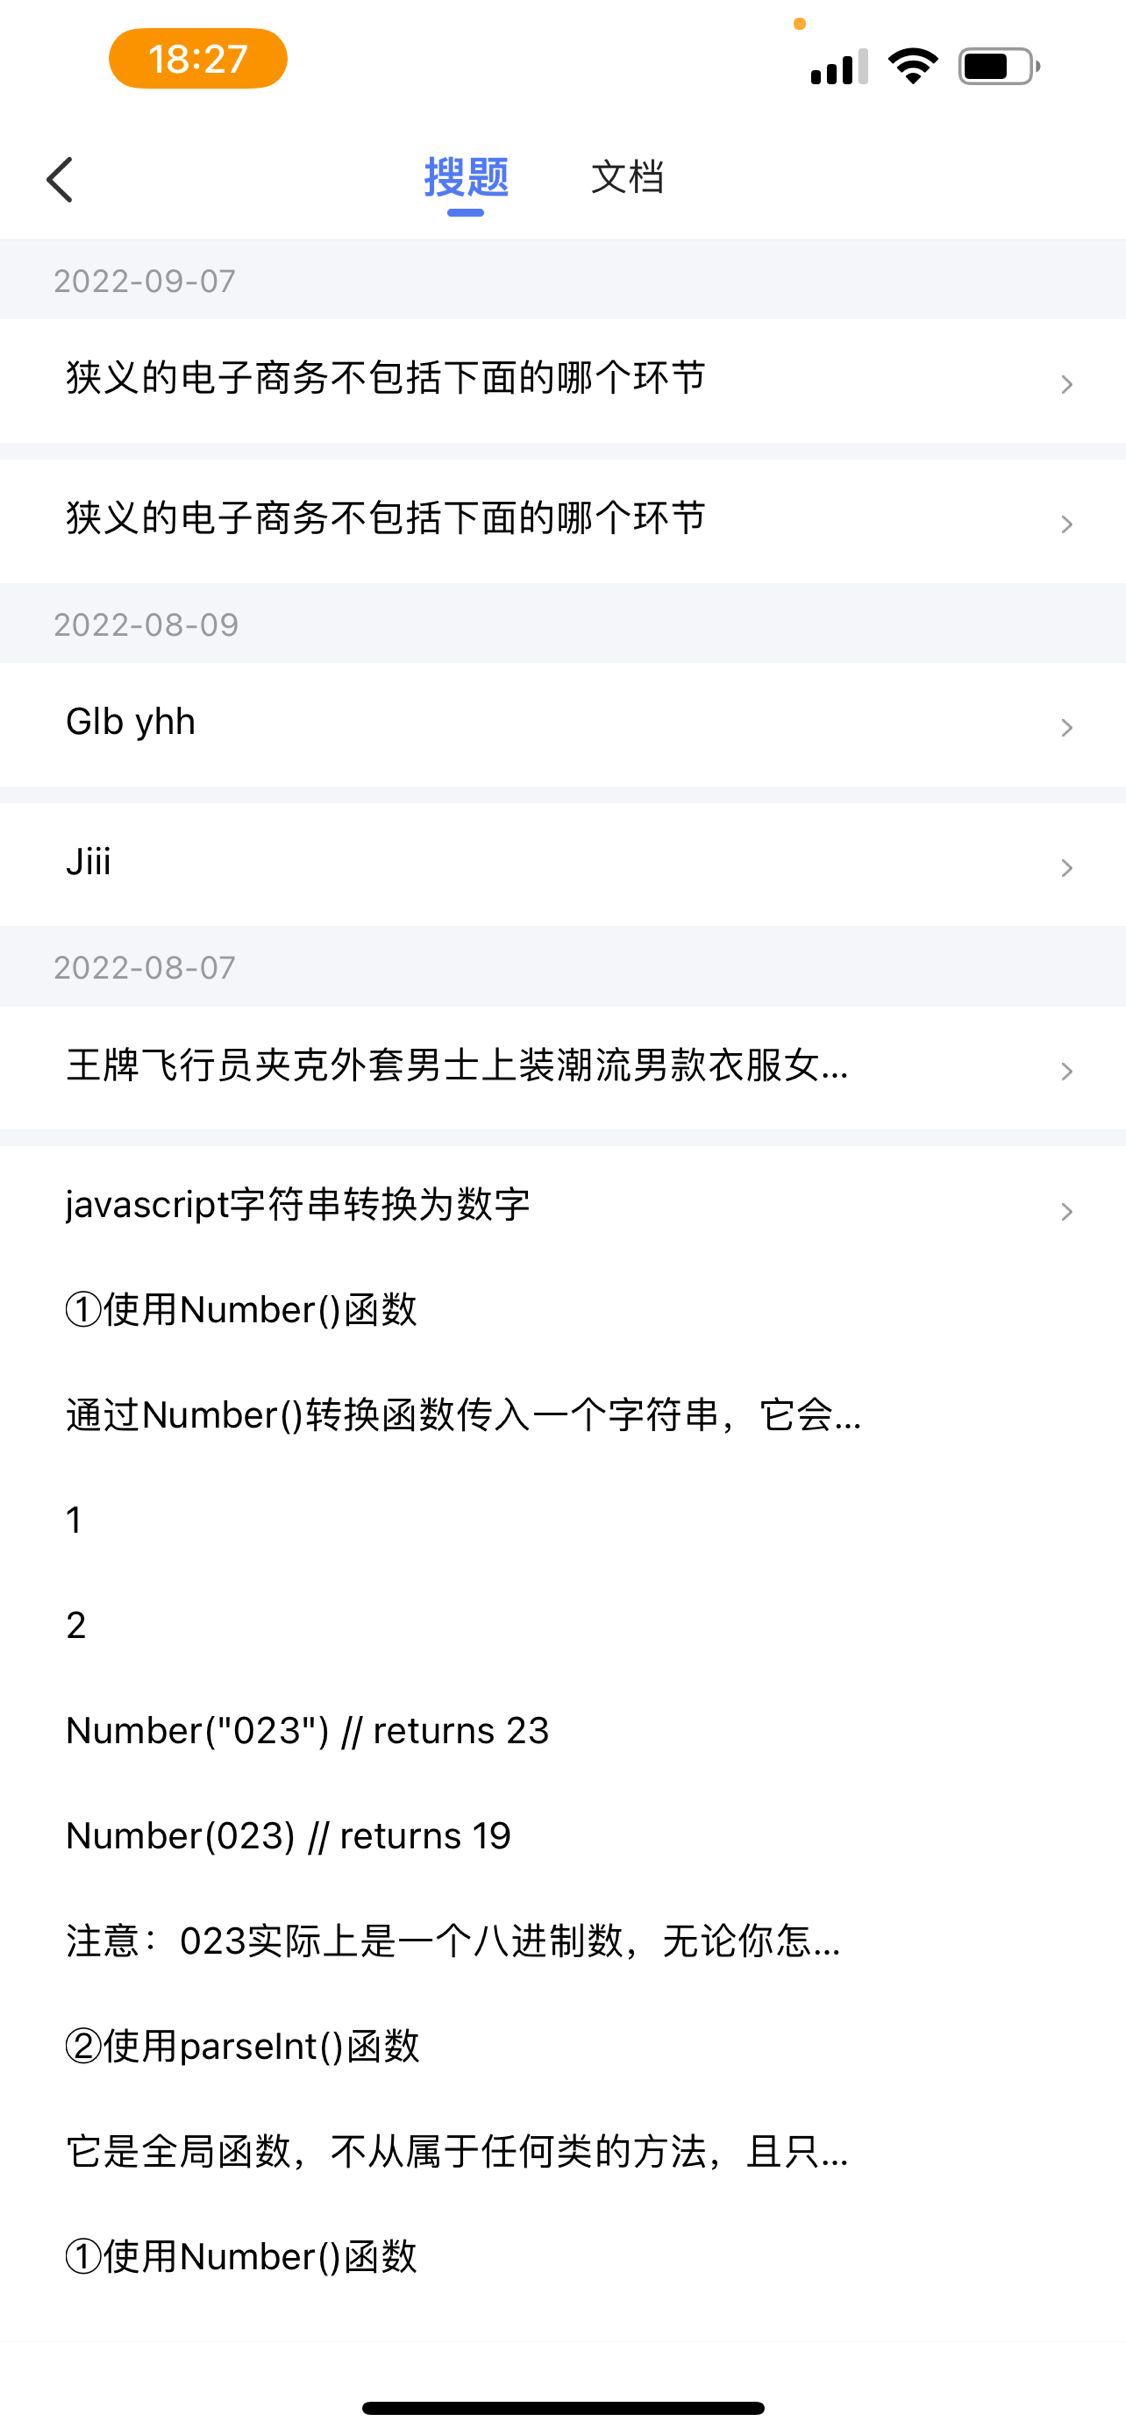 18:27
搜题 文档
2022-09-07
狭义的电子商务不包括下面的哪个环节
狭义的电子商务不包括下面的哪个环节
2022-08-09
Glb yhh
Jiii
2022-08-07
王牌飞行员夹克外套男士上装潮流男款衣服女...
javascript字符串转换为数字
①使用Number()函数
通过Number()转换函数传入一个字符串，它会...
1
2
Number("023") // returns 23
Number(023) // returns 19
注意：023实际上是一个八进制数，无论你怎...
②使用parseInt()函数
它是全局函数，不从属于任何类的方法，且只...
①使用Number()函数